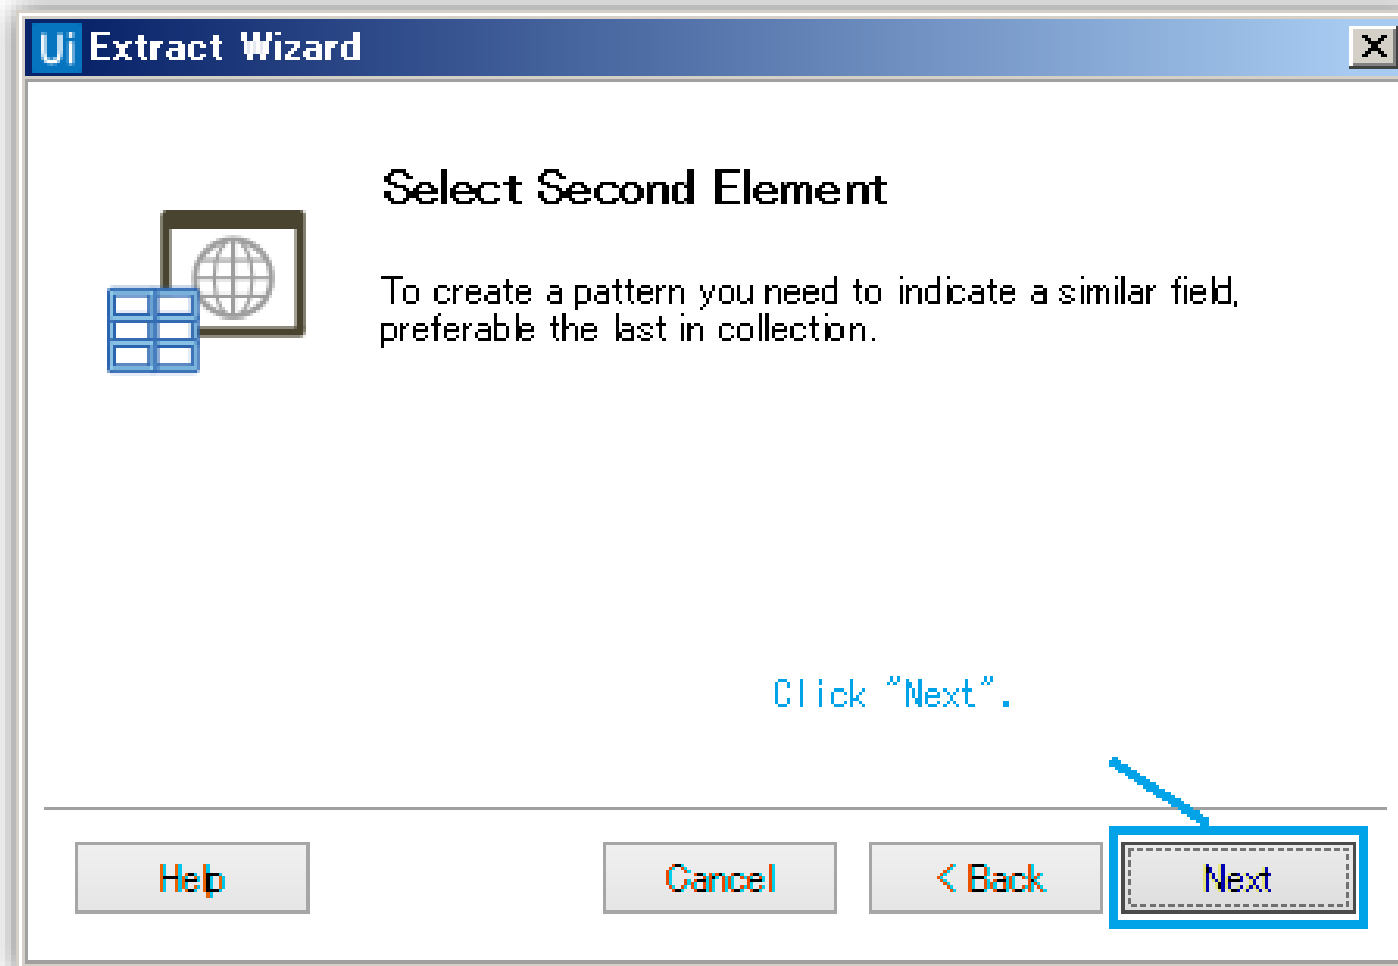 Ui Extract Wizard
Select Second Element
To create a pattern you need to indicate a similar field,
preferable the last in collection.
Click "Next".
Help
Cancel
< Back
Next